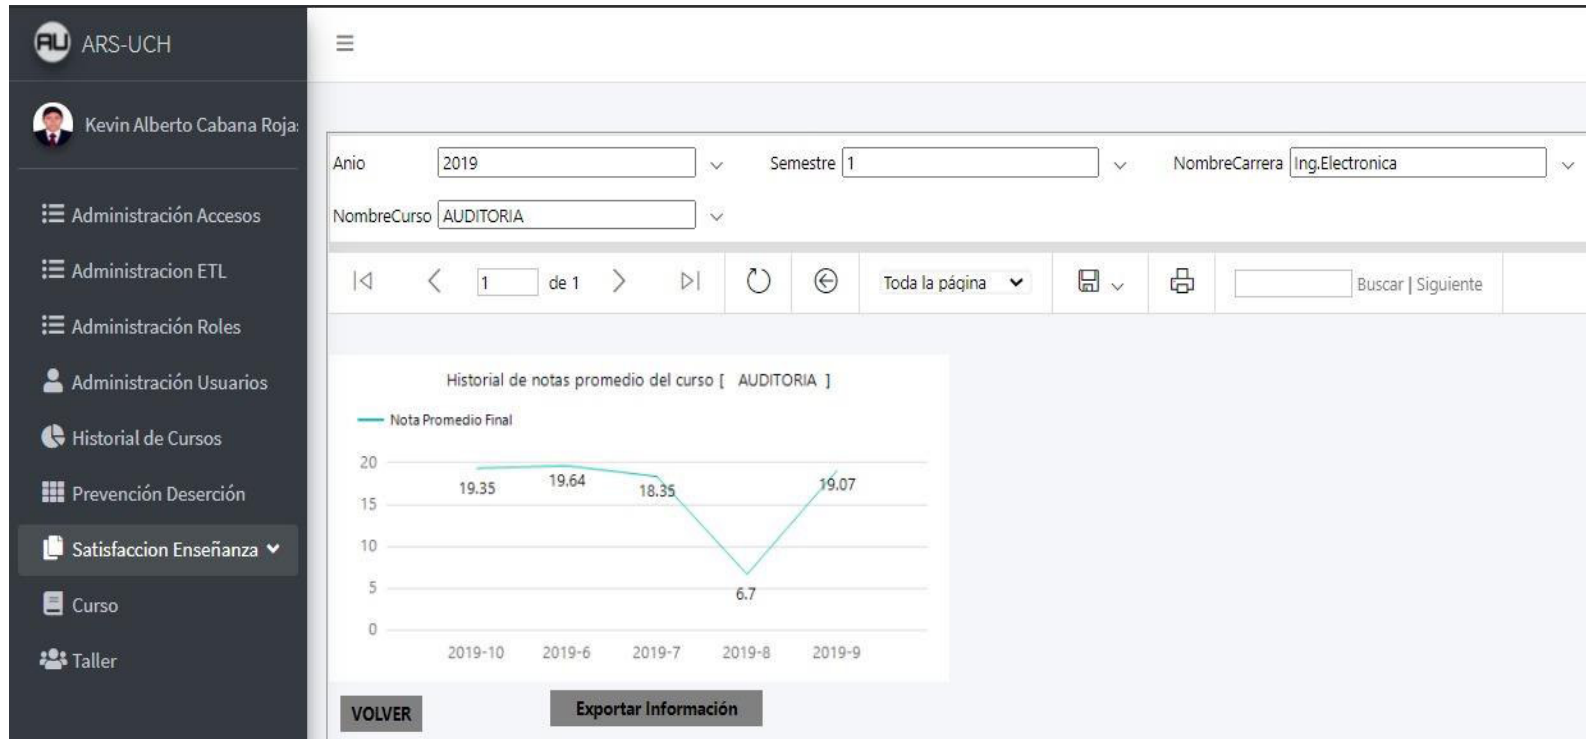 AU ARS-UCH
Kevin Alberto Cabana Roja
Administración Accesos
Administracion ETL
Administración Roles
Administración Usuarios
Historial de Cursos
Prevención Deserción
Satisfaccion Enseñanza
Curso
Taller
Anio 2019 Semestre 1 NombreCarrera Ing.Electronica
NombreCurso AUDITORIA
1 de 1 Toda la página Buscar | Siguiente
Historial de notas promedio del curso [ AUDITORIA ]
Nota Promedio Final
20
15
10
5
0
19.35 19.64 18.35 6.7 19.07
2019-10 2019-6 2019-7 2019-8 2019-9
VOLVER Exportar Información